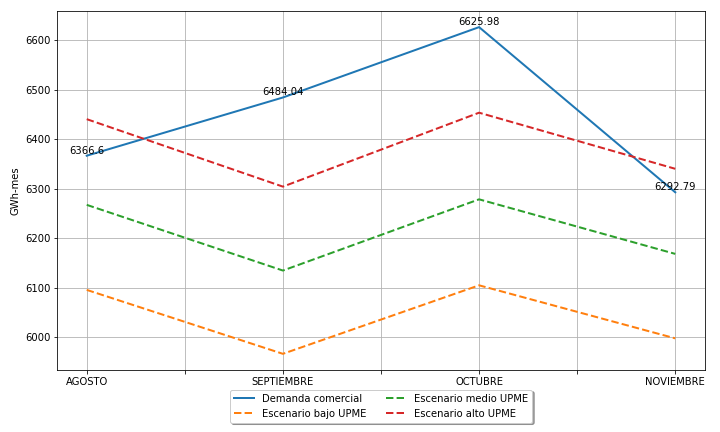 6600
6500
6400
6300
6200
6100
6000
GWh-mes
6366.6
6484.04
6625.98
6292.79
AGOSTO
SEPTIEMBRE
OCTUBRE
NOVIEMBRE
Demanda comercial
Escenario bajo UPME
Escenario medio UPME
Escenario alto UPME